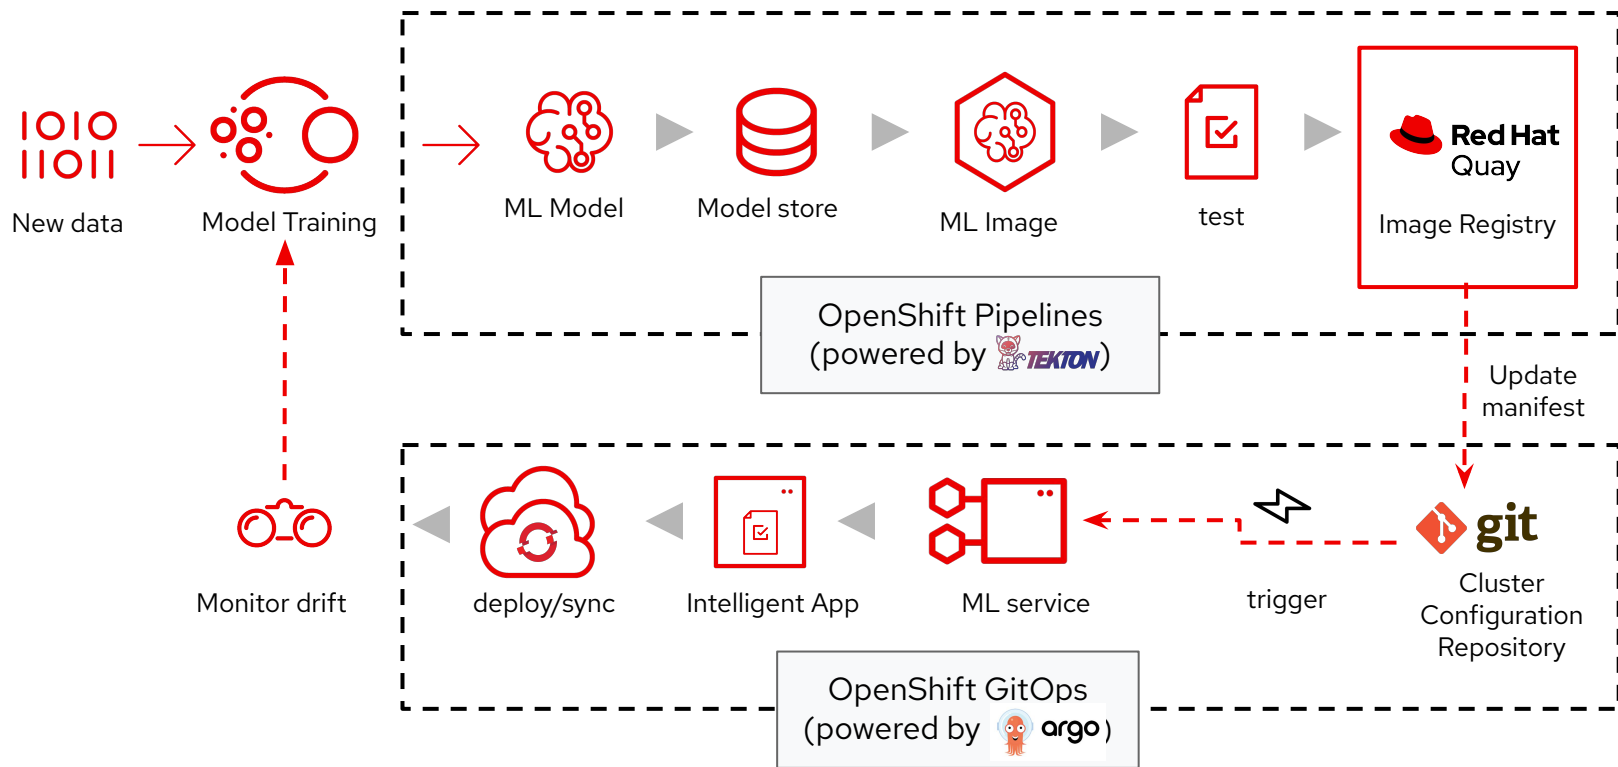 1010
11011
New data
Model Training
ML Model
Model store
ML Image
test
Red Hat
Quay
Image Registry
OpenShift Pipelines
(powered by TEKTON)
Update
manifest
Monitor drift
deploy/sync
Intelligent App
ML service
trigger
git
Cluster
Configuration
Repository
OpenShift GitOps
(powered by argo)